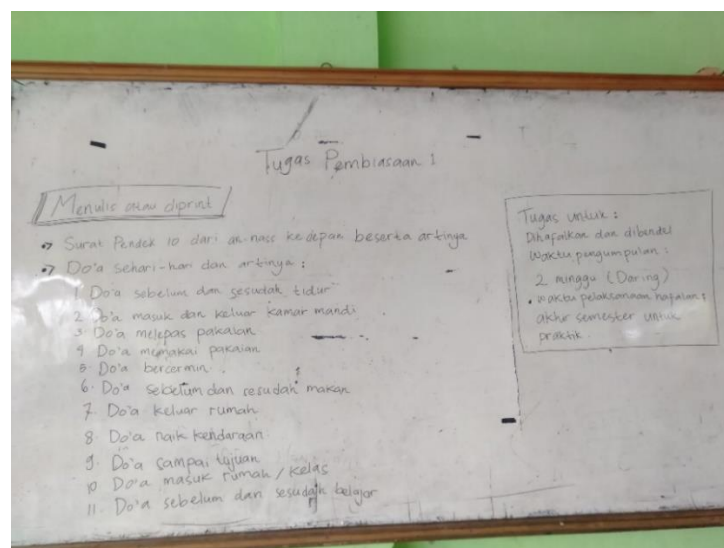 Tugas Pembiasaan 1
Menulis atau diprint
Surat Pendek 10 dari an-nass kedepan beserta artinya
Do'a sehari-hari dan artinya :
1. Do'a sebelum dan sesudah tidur
2. Do'a masuk dan keluar kamar mandi
3. Do'a melepas pakaian
4 Do'a memakai pakaian
5. Do'a bercermin
6. Do'a sebelum dan sesudah makan
7. Do'a keluar rumah
8. Do'a naik kendaraan
9. Do'a sampai tujuan
10 Do'a masuk rumah / kelas
11. Do'a sebelum dan sesudah belajar
Tugas untuk :
Dihafalkan dan dibendel
Waktu pengumpulan :
2 minggu (Daring)
• waktu pelaksanaan hafalan :
akhir semester untuk
praktik.